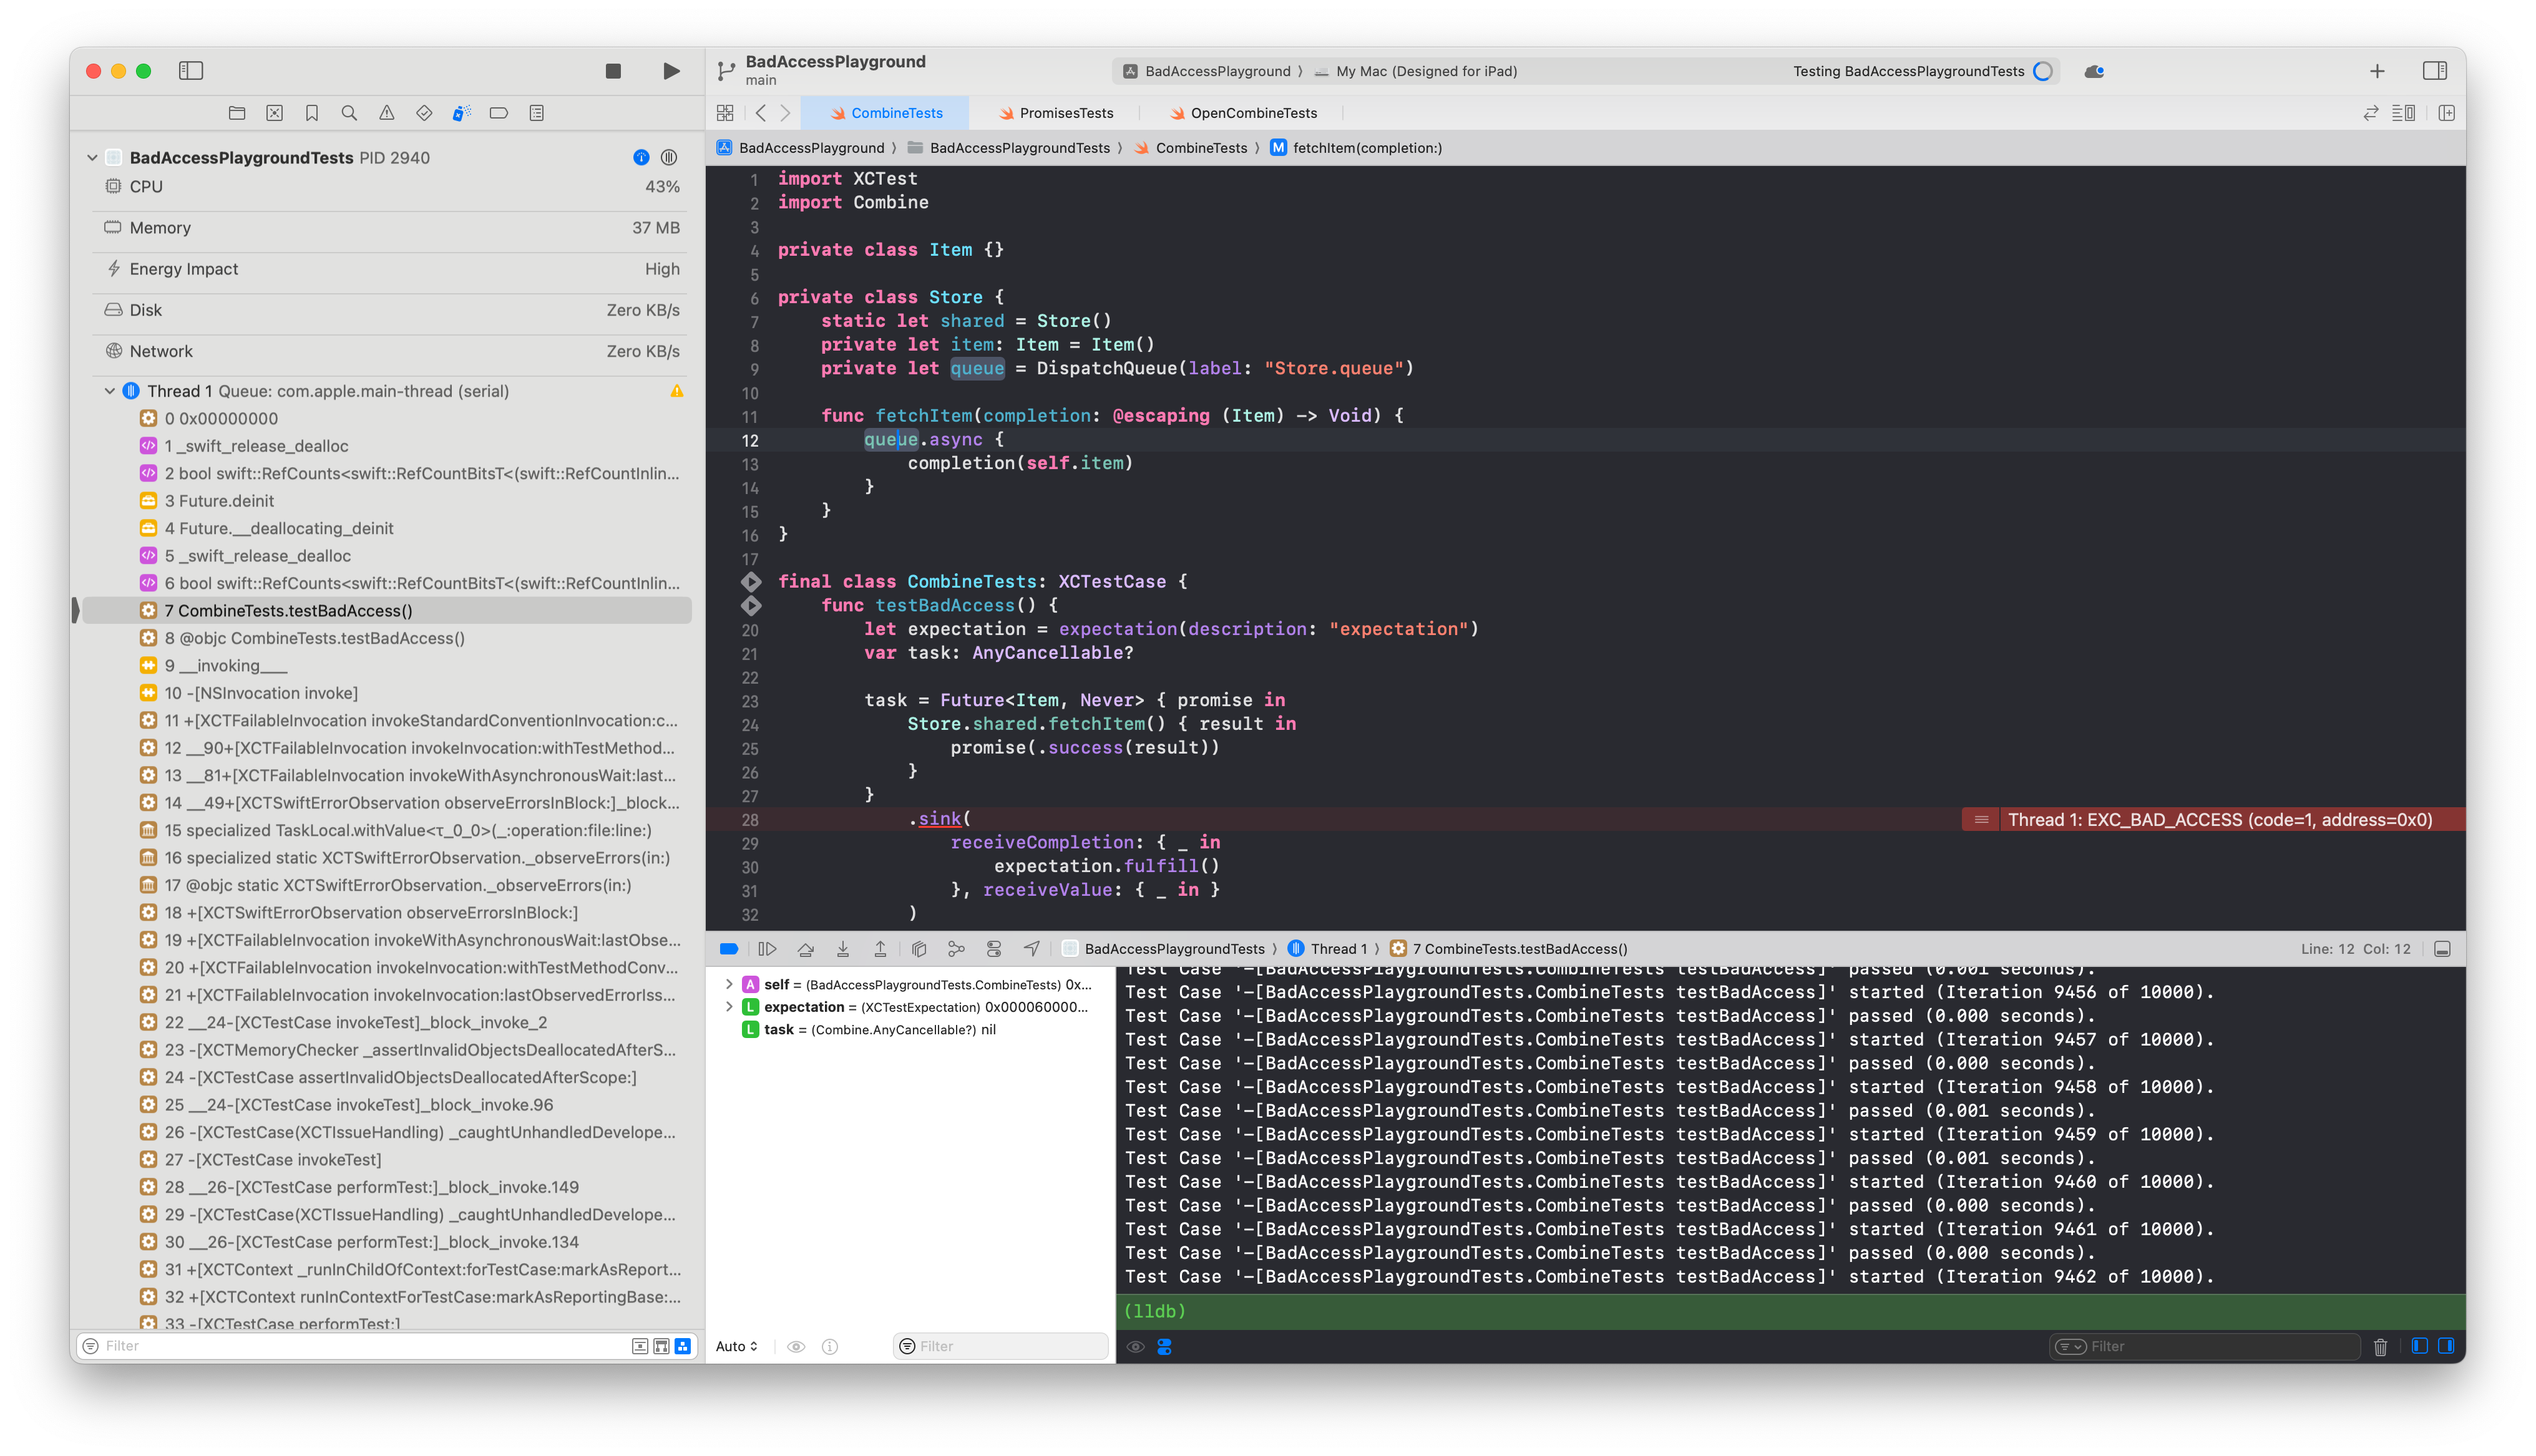 BadAccessPlayground
main
BadAccessPlayground
My Mac (Designed for iPad)
Testing BadAccessPlaygroundTests
CombineTests
PromisesTests
OpenCombineTests
BadAccessPlaygroundTests PID 2940
CPU 43%
Memory 37 MB
Energy Impact High
Disk Zero KB/s
Network Zero KB/s
Thread 1 Queue: com.apple.main-thread (serial)
0 0x00000000
1 _swift_release_dealloc
2 bool swift::RefCounts<swift::RefCountBitsT<(swift::RefCountInlin...
3 Future.deinit
4 Future.__deallocating_deinit
5 _swift_release_dealloc
6 bool swift::RefCounts<swift::RefCountBitsT<(swift::RefCountInlin...
7 CombineTests.testBadAccess()
8 @objc CombineTests.testBadAccess()
9 __invoking___
10 -[NSInvocation invoke]
11 +[XCTFailableInvocation invokeStandardConventionInvocation:c...
12 __90+[XCTFailableInvocation invokeInvocation:withTestMethod...
13 __81+[XCTFailableInvocation invokeWithAsynchronousWait:last...
14 __49+[XCTSwiftErrorObservation observeErrorsInBlock:]_block...
15 specialized TaskLocal.withValue<τ_0_0>(_:operation:file:line:)
16 specialized static XCTSwiftErrorObservation._observeErrors(in:)
17 @objc static XCTSwiftErrorObservation._observeErrors(in:)
18 +[XCTSwiftErrorObservation observeErrorsInBlock:]
19 +[XCTFailableInvocation invokeWithAsynchronousWait:lastObse...
20 +[XCTFailableInvocation invokeInvocation:withTestMethodConv...
21 +[XCTFailableInvocation invokeInvocation:lastObservedErrorIss...
22 __24-[XCTestCase invokeTest]_block_invoke_2
23 -[XCTMemoryChecker _assertInvalidObjectsDeallocatedAfterS...
24 -[XCTestCase assertInvalidObjectsDeallocatedAfterScope:]
25 __24-[XCTestCase invokeTest]_block_invoke.96
26 -[XCTestCase(XCTIssueHandling) _caughtUnhandledDevelope...
27 -[XCTestCase invokeTest]
28 __26-[XCTestCase performTest:]_block_invoke.149
29 -[XCTestCase(XCTIssueHandling) _caughtUnhandledDevelope...
30 __26-[XCTestCase performTest:]_block_invoke.134
31 +[XCTContext _runInChildOfContext:forTestCase:markAsReport...
32 +[XCTContext runInContextForTestCase:markAsReportingBase:...
33 -[XCTestCase performTest:]
Filter
BadAccessPlayground
BadAccessPlaygroundTests
CombineTests
M fetchItem(completion:)
1 import XCTest
2 import Combine
3
4 private class Item {}
5
6 private class Store {
7 static let shared = Store()
8 private let item: Item = Item()
9 private let queue = DispatchQueue(label: "Store.queue")
10
11 func fetchItem(completion: @escaping (Item) -> Void) {
12 queue.async {
13 completion(self.item)
14 }
15 }
16 }
17
final class CombineTests: XCTestCase {
func testBadAccess() {
20 let expectation = expectation(description: "expectation")
21 var task: AnyCancellable?
22
23 task = Future<Item, Never> { promise in
24 Store.shared.fetchItem() { result in
25 promise(.success(result))
26 }
27 }
28 .sink( Thread 1: EXC_BAD_ACCESS (code=1, address=0x0)
29 receiveCompletion: { _ in
30 expectation.fulfill()
31 }, receiveValue: { _ in }
32 )
BadAccessPlaygroundTests
Thread 1
7 CombineTests.testBadAccess()
Line: 12 Col: 12
A self = (BadAccessPlaygroundTests.CombineTests) 0x...
L expectation = (XCTestExpectation) 0x000060000...
L task = (Combine.AnyCancellable?) nil
Auto
Filter
Test Case '-[BadAccessPlaygroundTests.CombineTests testBadAccess]' passed (0.001 seconds).
Test Case '-[BadAccessPlaygroundTests.CombineTests testBadAccess]' started (Iteration 9456 of 10000).
Test Case '-[BadAccessPlaygroundTests.CombineTests testBadAccess]' passed (0.000 seconds).
Test Case '-[BadAccessPlaygroundTests.CombineTests testBadAccess]' started (Iteration 9457 of 10000).
Test Case '-[BadAccessPlaygroundTests.CombineTests testBadAccess]' passed (0.000 seconds).
Test Case '-[BadAccessPlaygroundTests.CombineTests testBadAccess]' started (Iteration 9458 of 10000).
Test Case '-[BadAccessPlaygroundTests.CombineTests testBadAccess]' passed (0.001 seconds).
Test Case '-[BadAccessPlaygroundTests.CombineTests testBadAccess]' started (Iteration 9459 of 10000).
Test Case '-[BadAccessPlaygroundTests.CombineTests testBadAccess]' passed (0.001 seconds).
Test Case '-[BadAccessPlaygroundTests.CombineTests testBadAccess]' started (Iteration 9460 of 10000).
Test Case '-[BadAccessPlaygroundTests.CombineTests testBadAccess]' passed (0.000 seconds).
Test Case '-[BadAccessPlaygroundTests.CombineTests testBadAccess]' started (Iteration 9461 of 10000).
Test Case '-[BadAccessPlaygroundTests.CombineTests testBadAccess]' passed (0.000 seconds).
Test Case '-[BadAccessPlaygroundTests.CombineTests testBadAccess]' started (Iteration 9462 of 10000).
(lldb)
Filter